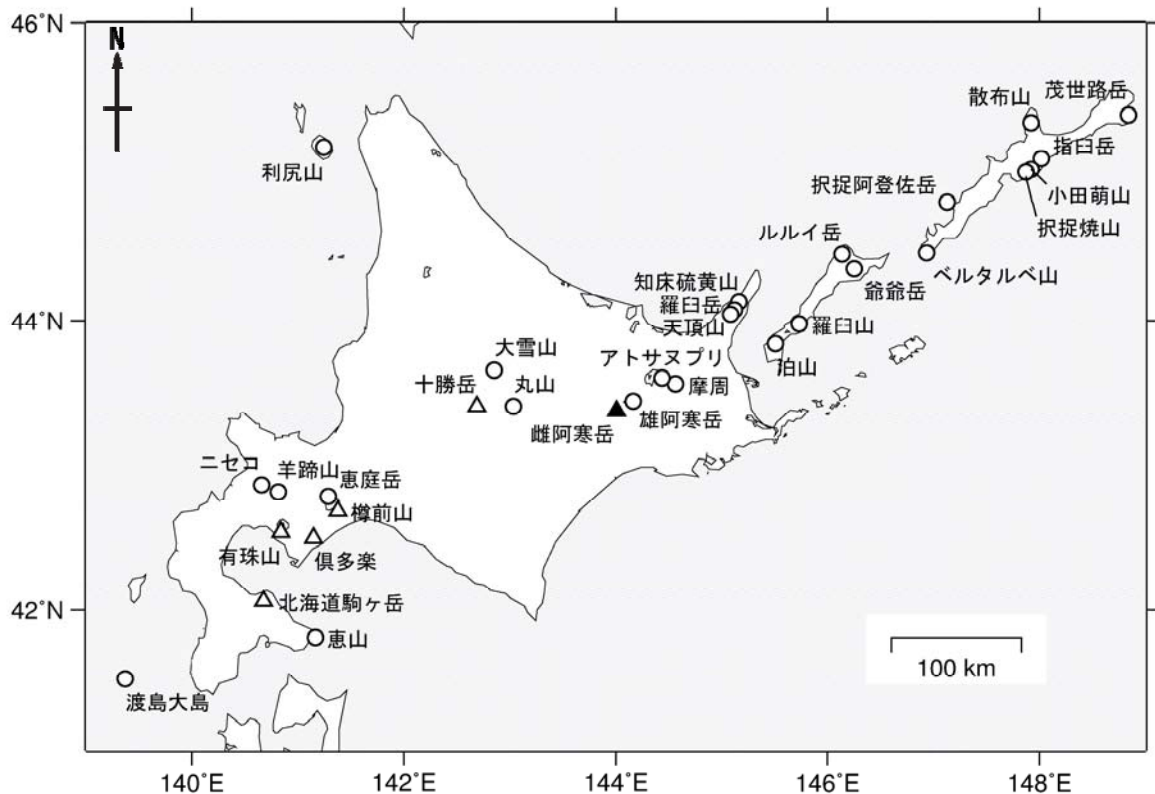 46°N
N
散布山
茂世路岳
指臼岳
利尻山
択捉阿登佐岳
小田萌山
択捉焼山
ルルイ岳
ベルタルベ山
爺爺岳
知床硫黄山
羅臼岳
天頂山
44°N
羅臼山
泊山
大雪山
アトサヌプリ
十勝岳
丸山
摩周
雌阿寒岳
雄阿寒岳
ニセコ
羊蹄山
恵庭岳
樽前山
有珠山
倶多楽
42°N
北海道駒ヶ岳
恵山
100 km
渡島大島
140°E
142°E
144°E
146°E
148°E